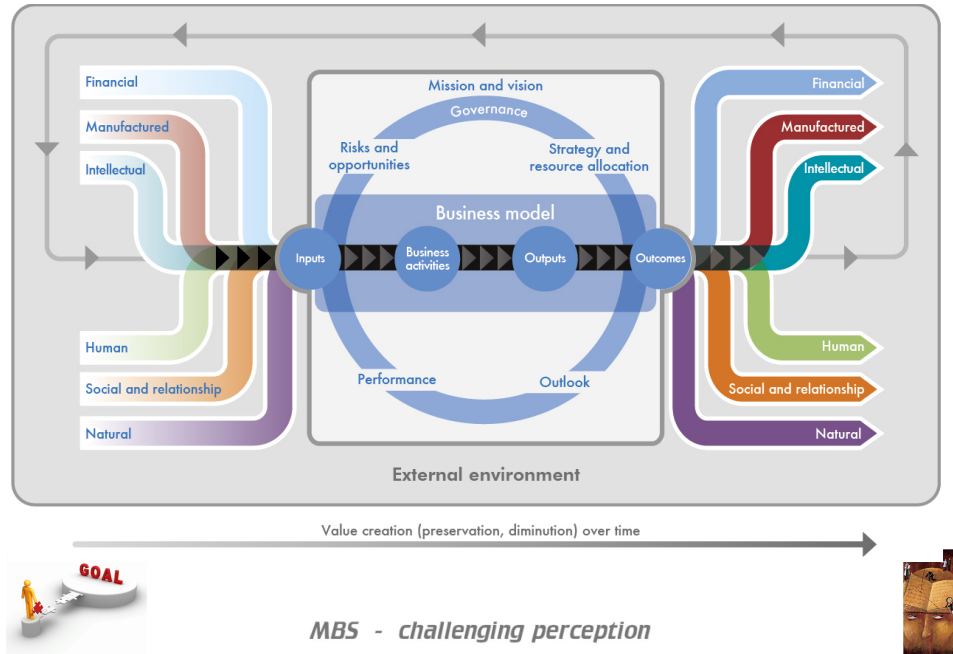 Financial
Manufactured
Intellectual
Human
Social and relationship
Natural
Mission and vision
Governance
Risks and
opportunities
Strategy and
resource allocation
Business model
Inputs
Business
activities
Outputs
Outcomes
Performance
Outlook
Financial
Manufactured
Intellectual
Human
Social and relationship
Natural
External environment
Value creation (preservation, diminution) over time
GOAL
MBS - challenging perception